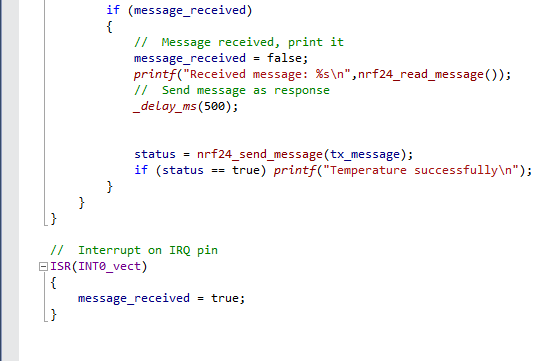 if (message_received)
{
//  Message received, print it
message_received = false;
printf("Received message: %s\n",nrf24_read_message());
//  Send message as response
_delay_ms(500);
status = nrf24_send_message(tx_message);
if (status == true) printf("Temperature successfully\n");
}
}
}
//  Interrupt on IRQ pin
ISR(INT0_vect)
{
message_received = true;
}